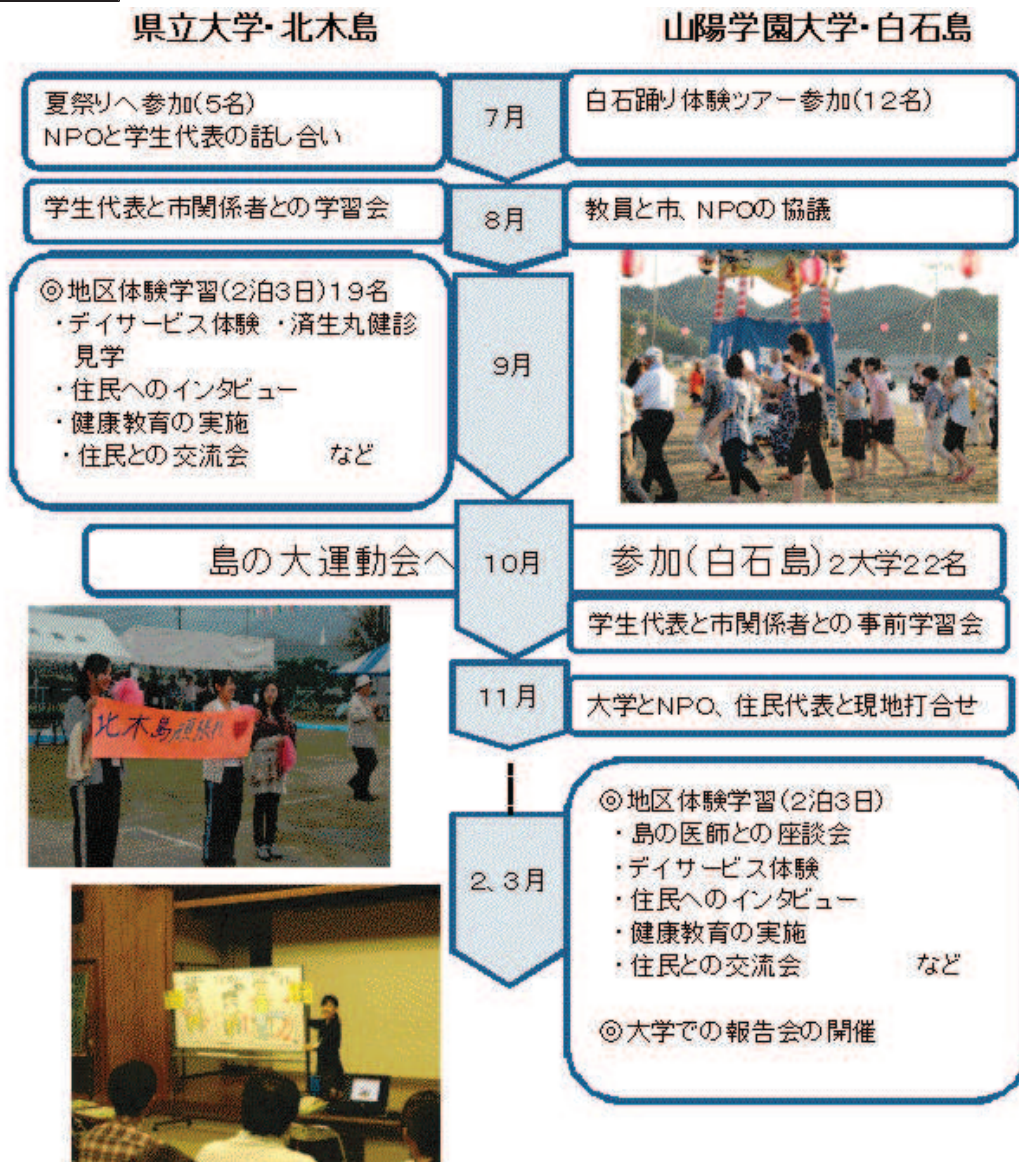 県立大学・北木島
山陽学園大学・白石島
夏祭りへ参加(5名)
NPOと学生代表の話し合い
7月
白石踊り体験ツアー参加(12名)
学生代表と市関係者との学習会
8月
教員と市、NPOの協議
◎地区体験学習(2泊3日)19名
・デイサービス体験 ・済生丸健診
見学
・住民へのインタビュー
・健康教育の実施
・住民との交流会 など
9月
島の大運動会へ
10月
参加(白石島)2大学22名
学生代表と市関係者との事前学習会
北木島頑張れ
11月
大学とNPO、住民代表と現地打合せ
2、3月
◎地区体験学習(2泊3日)
・島の医師との座談会
・デイサービス体験
・住民へのインタビュー
・健康教育の実施
・住民との交流会 など
◎大学での報告会の開催